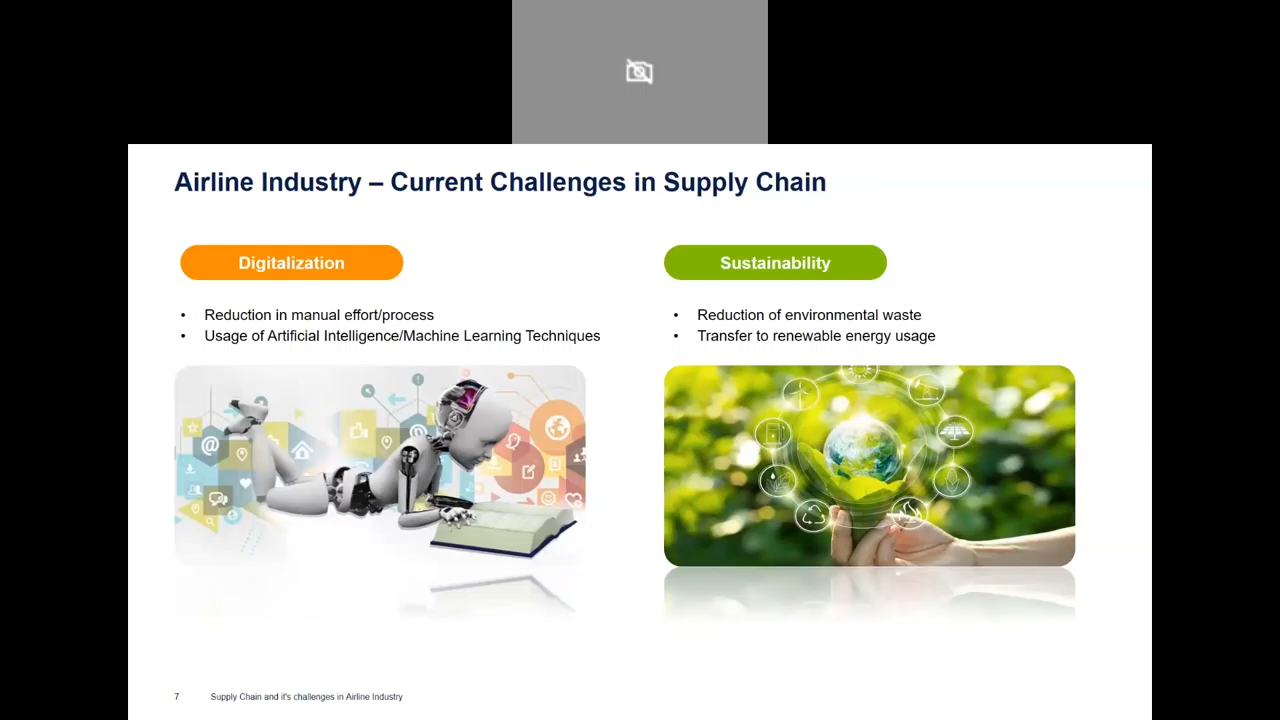 Airline Industry – Current Challenges in Supply Chain
Digitalization
• Reduction in manual effort/process
• Usage of Artificial Intelligence/Machine Learning Techniques
Sustainability
• Reduction of environmental waste
• Transfer to renewable energy usage
7 Supply Chain and it's challenges in Airline Industry